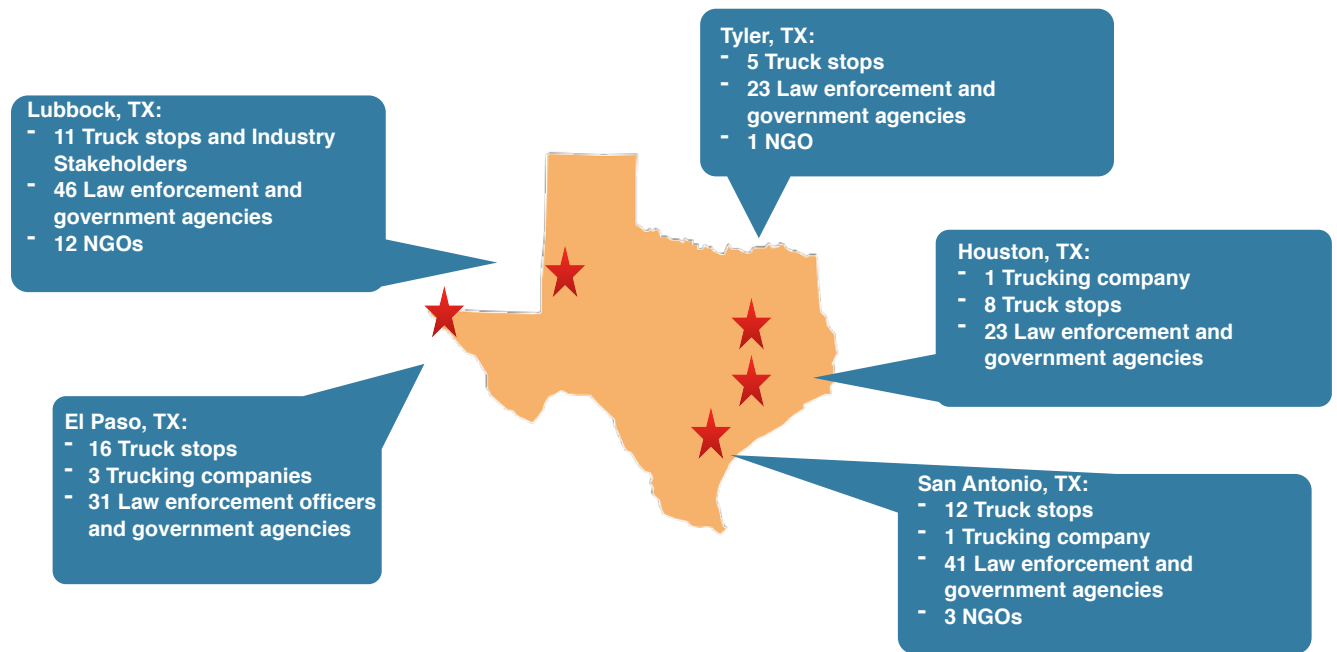 Tyler, TX:
- 5 Truck stops
- 23 Law enforcement and
government agencies
- 1 NGO
Lubbock, TX:
- 11 Truck stops and Industry
Stakeholders
- 46 Law enforcement and
government agencies
- 12 NGOs
Houston, TX:
- 1 Trucking company
- 8 Truck stops
- 23 Law enforcement and
government agencies
El Paso, TX:
- 16 Truck stops
- 3 Trucking companies
- 31 Law enforcement officers
and government agencies
San Antonio, TX:
- 12 Truck stops
- 1 Trucking company
- 41 Law enforcement and
government agencies
- 3 NGOs